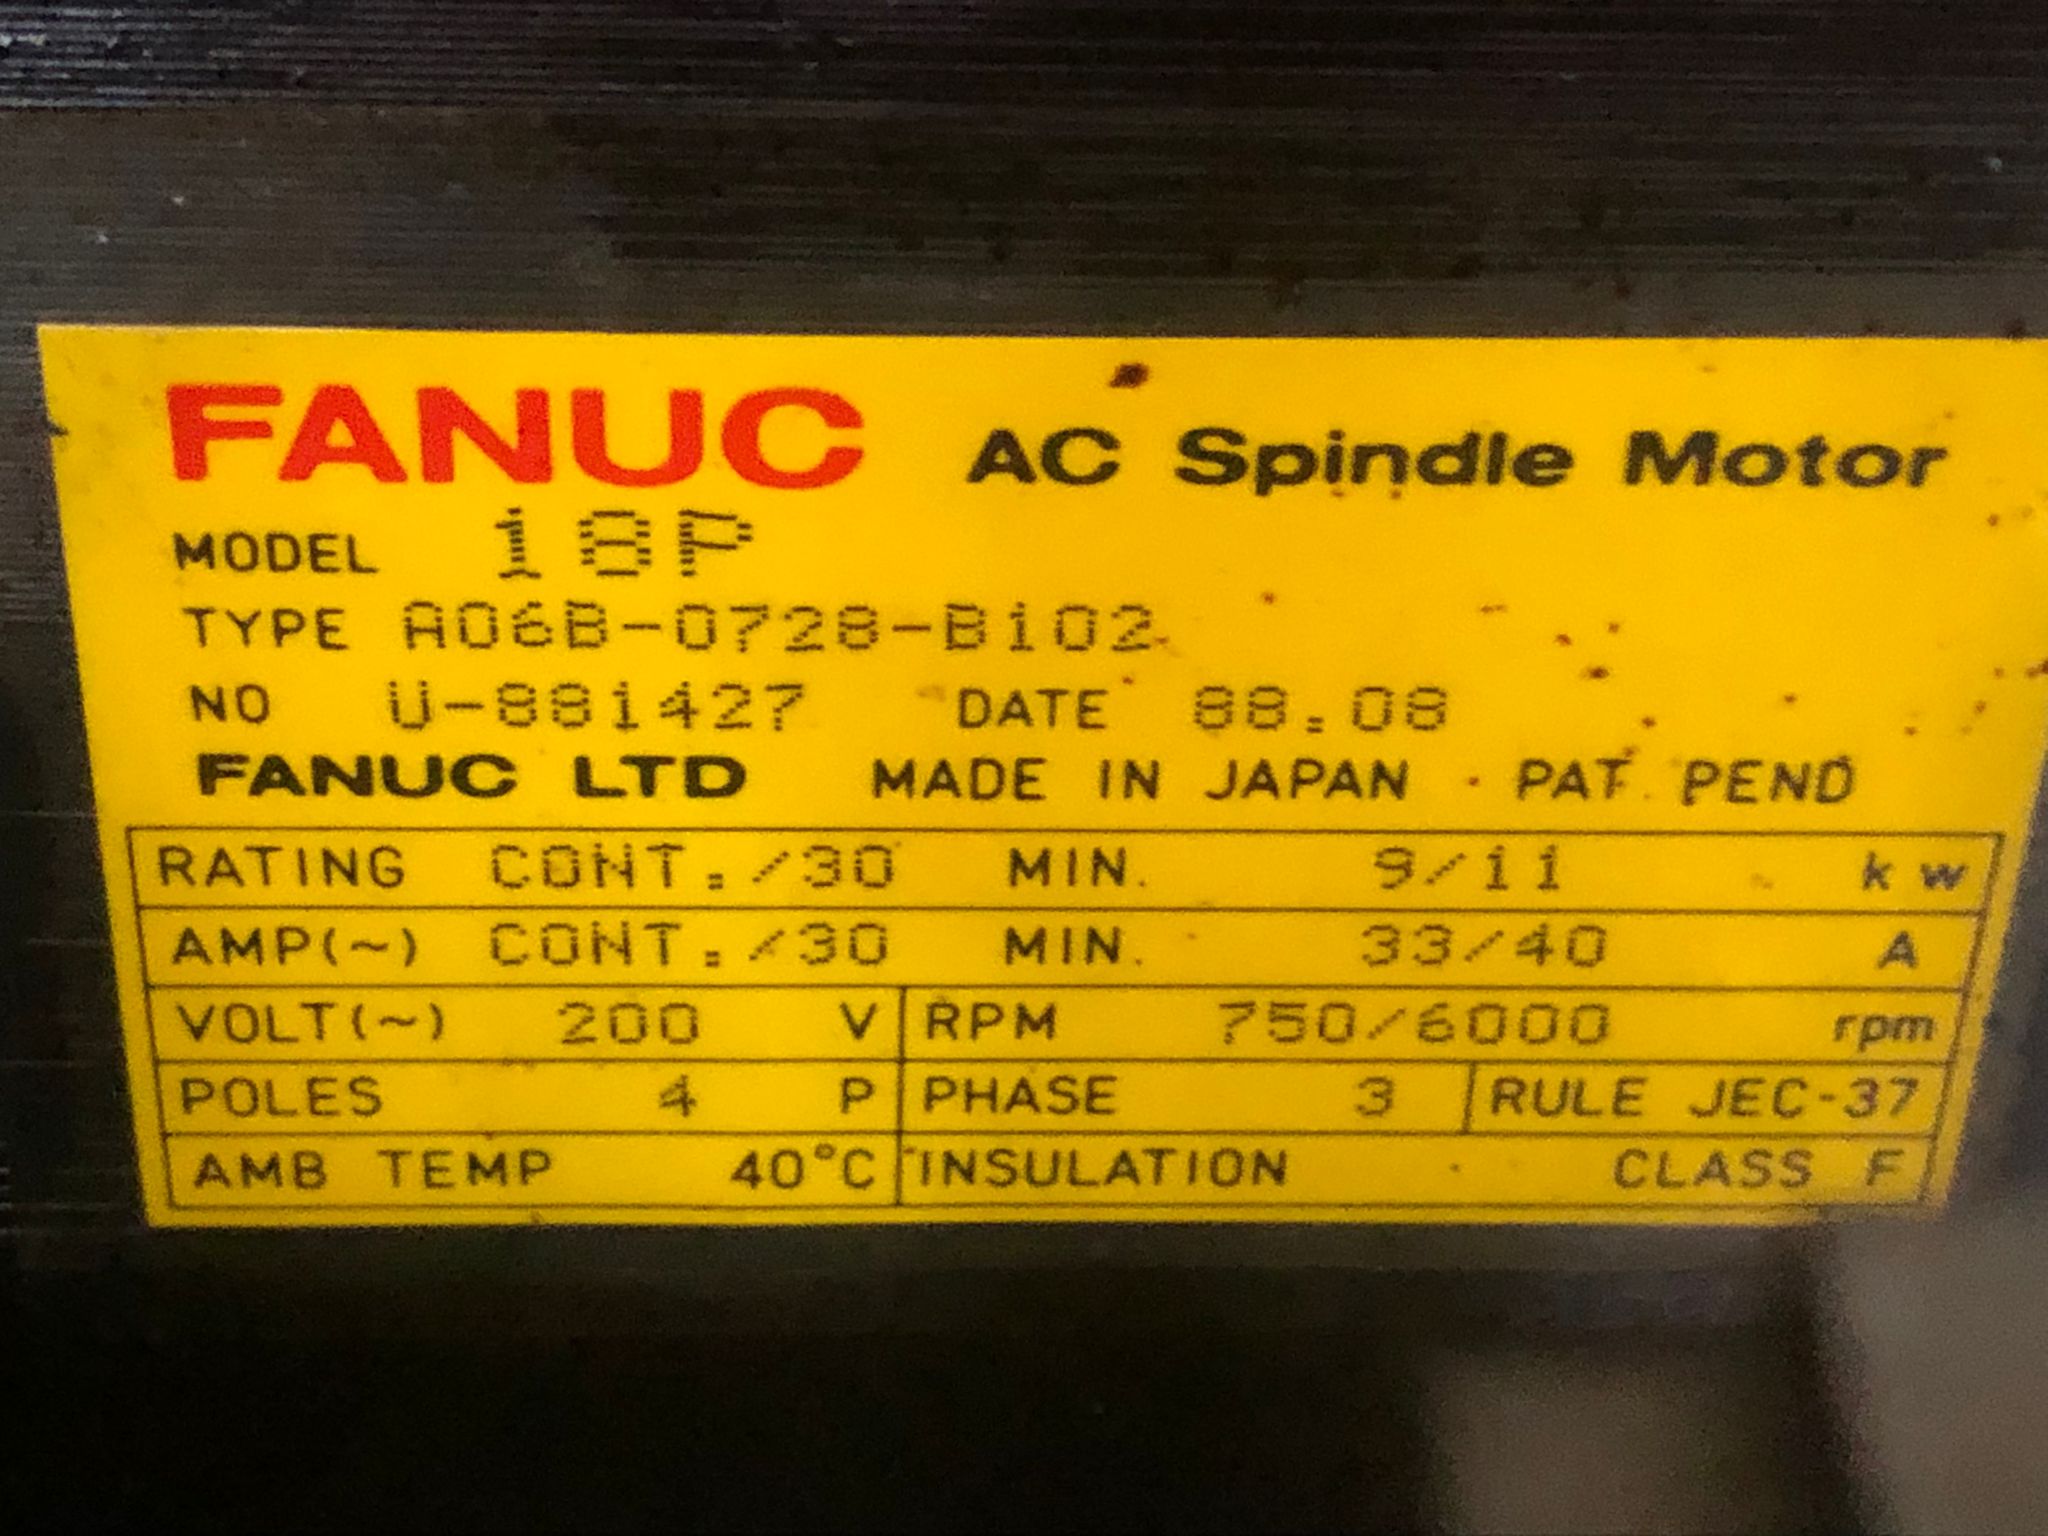 FANUC AC Spindle Motor
MODEL 18P
TYPE A06B-0728-B102
NO U-881427 DATE 88.08
FANUC LTD MADE IN JAPAN PAT. PEND
RATING CONT./30 MIN. 9/11 kw
AMP(~) CONT./30 MIN. 33/40 A
VOLT(~) 200 V RPM 750/6000 rpm
POLES 4 P PHASE 3 RULE JEC-37
AMB TEMP 40°C INSULATION CLASS F